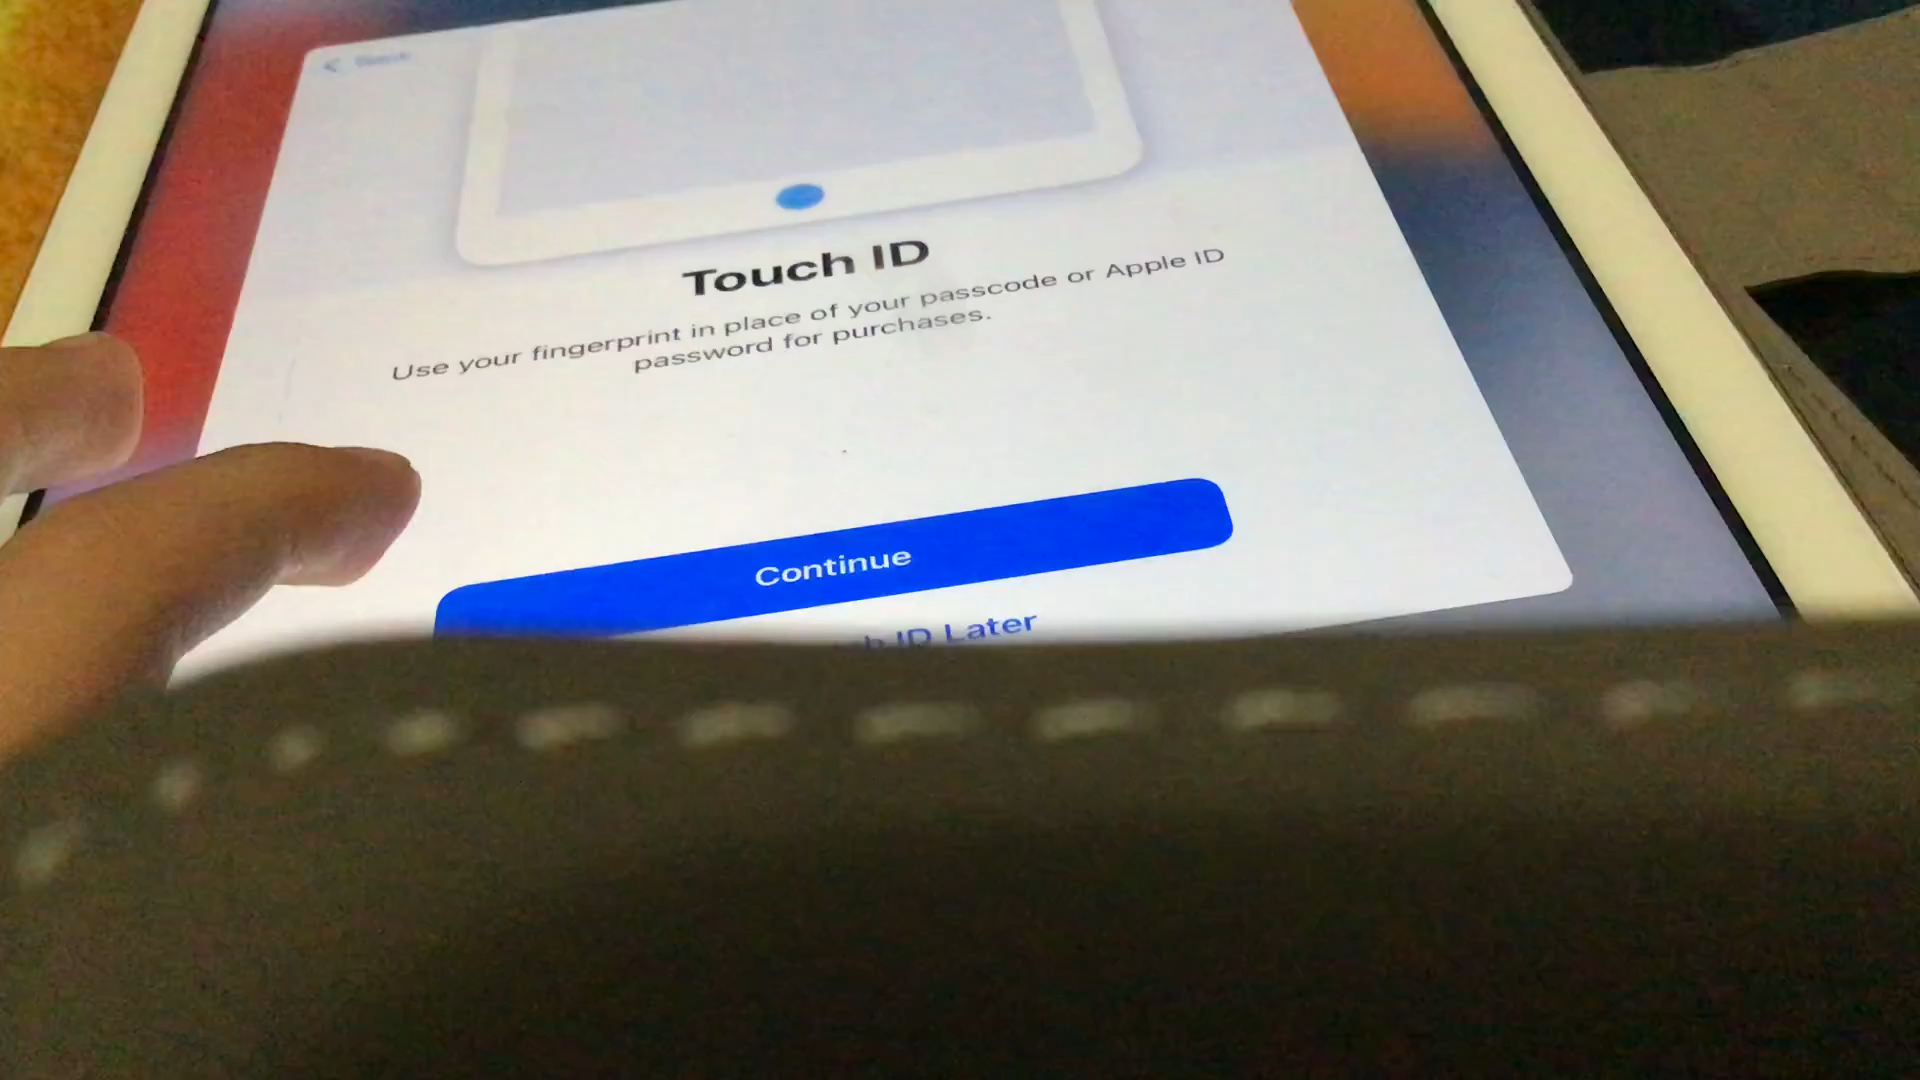 Touch ID
Use your fingerprint in place of your passcode or Apple ID
password for purchases.
Continue
ID Later